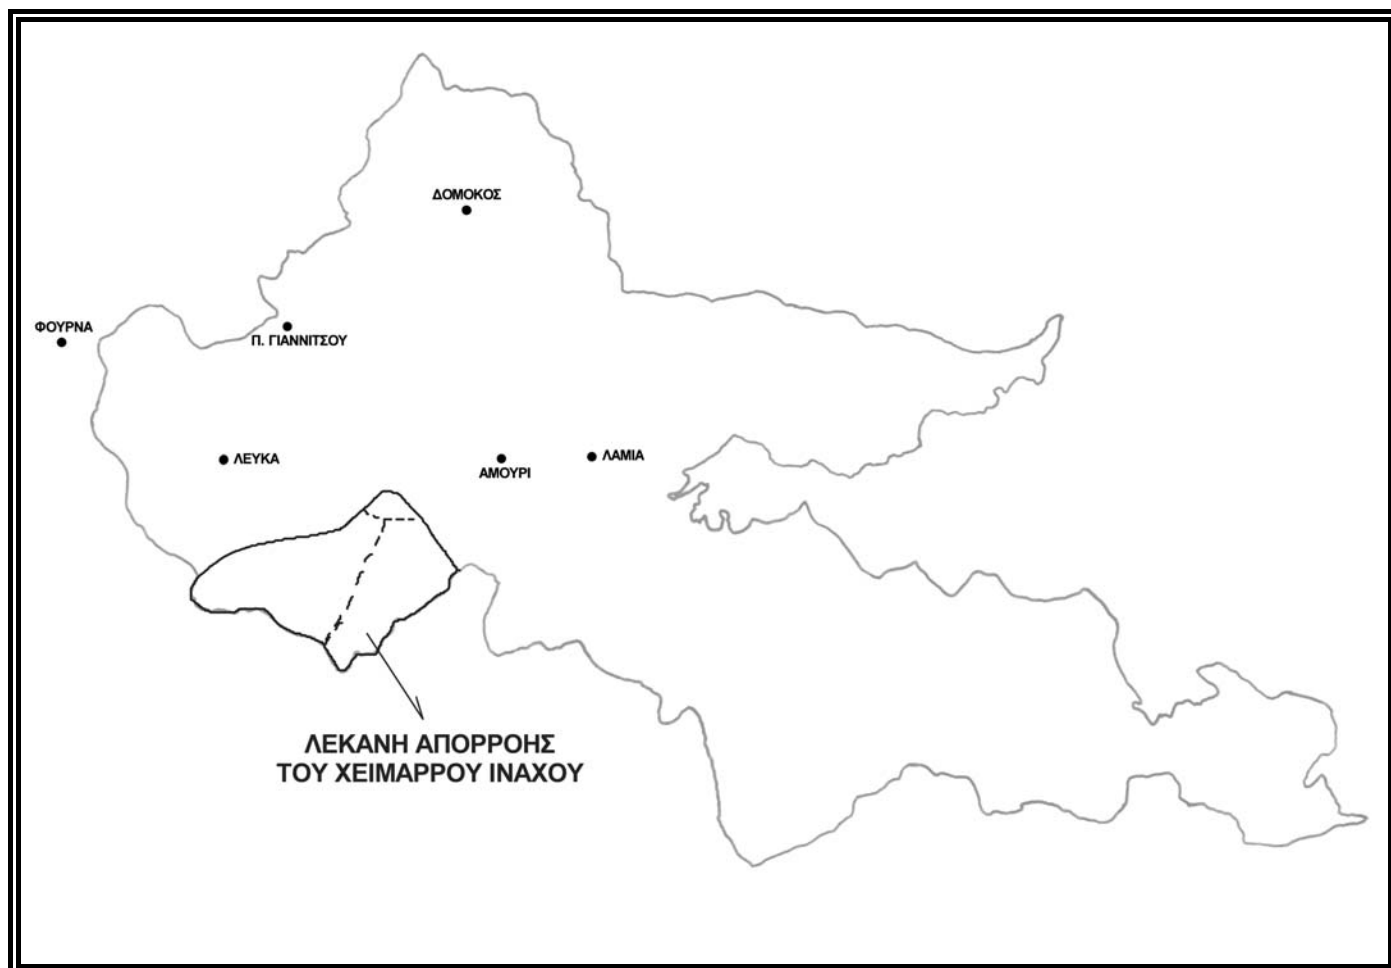 ΔΟΜΟΚΟΣ
ΦΟΥΡΝΑ
Π. ΓΙΑΝΝΙΤΣΟΥ
ΛΕΥΚΑ
ΑΜΟΥΡΙ
ΛΑΜΙΑ
ΛΕΚΑΝΗ ΑΠΟΡΡΟΗΣ
ΤΟΥ ΧΕΙΜΑΡΡΟΥ ΙΝΑΧΟΥ